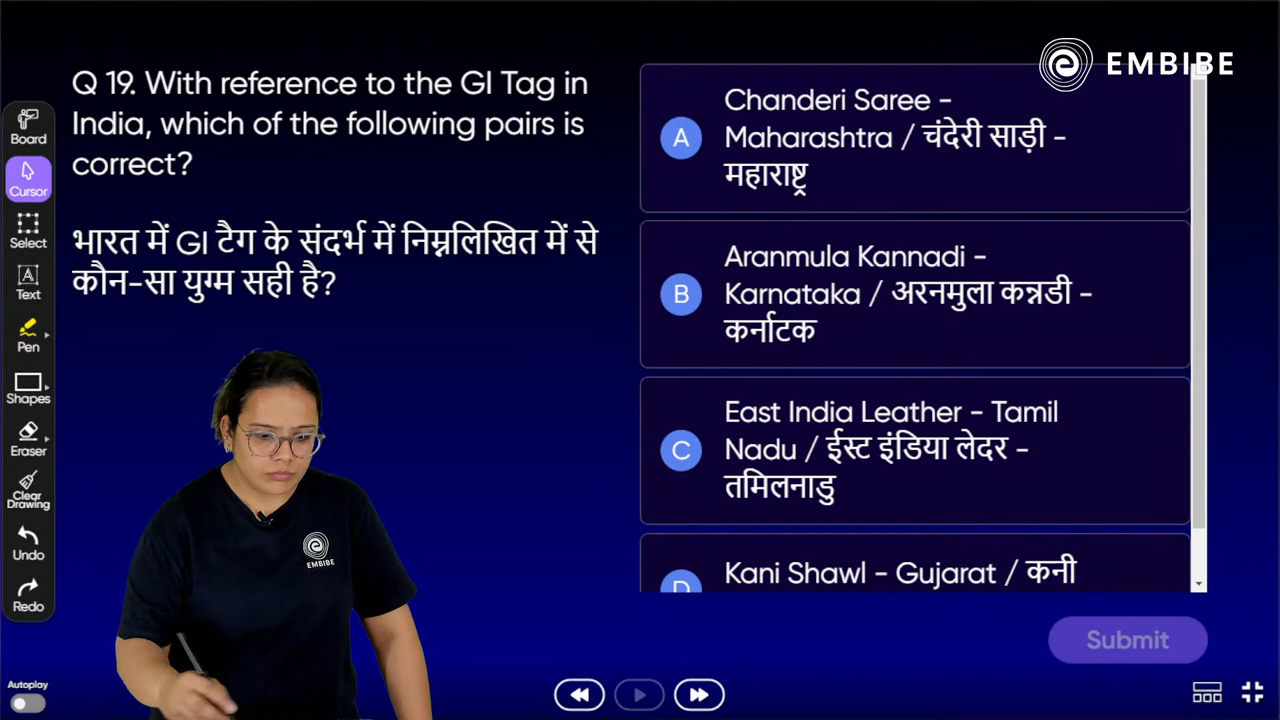 EMBIBE
Q 19. With reference to the GI Tag in
India, which of the following pairs is
correct?
भारत में GI टैग के संदर्भ में निम्नलिखित में से
कौन-सा युग्म सही है?
A
Chanderi Saree -
Maharashtra / चंदेरी साड़ी -
महाराष्ट्र
B
Aranmula Kannadi -
Karnataka / अरनमुला कन्नडी -
कर्नाटक
C
East India Leather - Tamil
Nadu / ईस्ट इंडिया लेदर -
तमिलनाडु
D
Kani Shawl - Gujarat / कनी
Submit
Board
Cursor
Select
A
Text
Pen
Shapes
Eraser
Clear
Drawing
Undo
Redo
Autoplay
EMBIBE